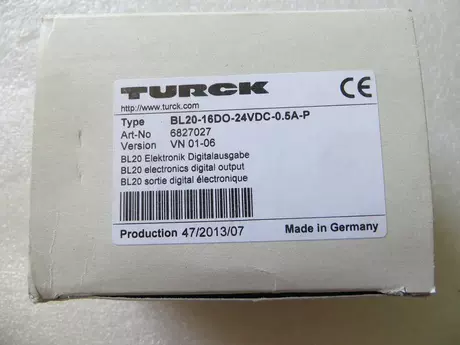 TURCK
CE
http://www.turck.com
Type BL20-16DO-24VDC-0.5A-P
Art-No 6827027
Version VN 01-06
BL20 Elektronik Digitalausgabe
BL20 electronics digital output
BL20 sortie digital électronique
Production 47/2013/07 Made in Germany